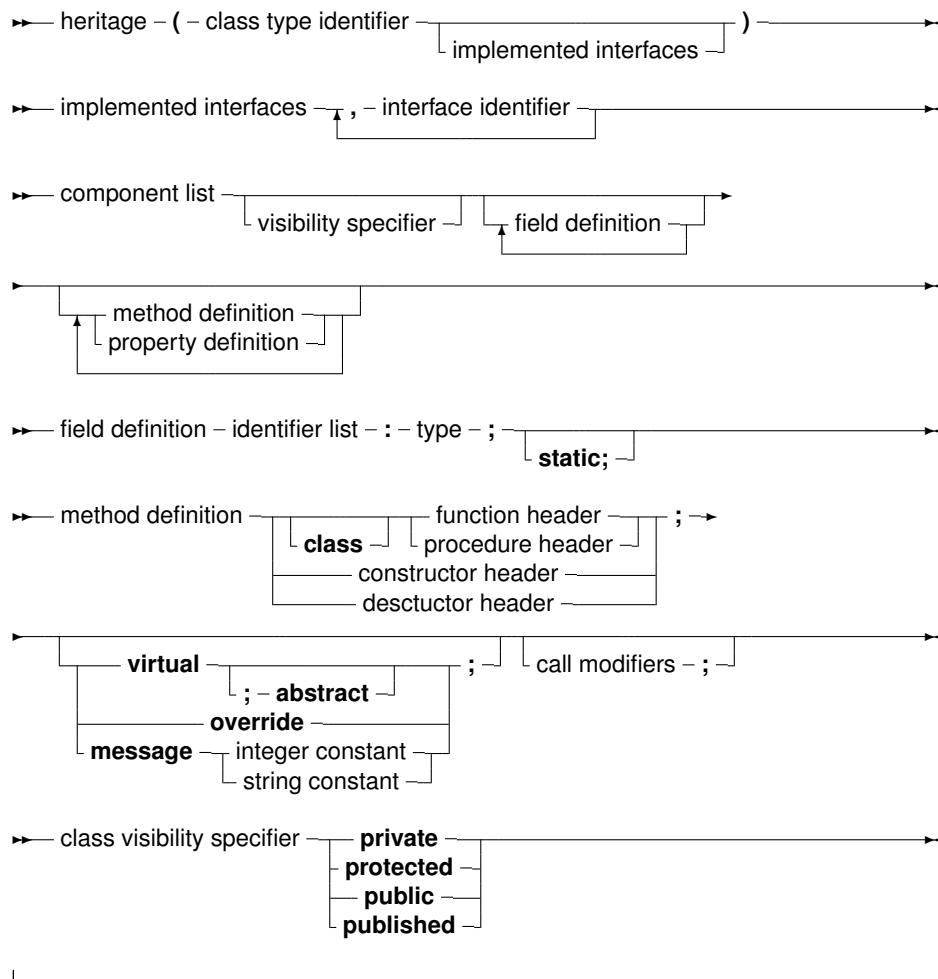 heritage ( class type identifier )
implemented interfaces
implemented interfaces , interface identifier
component list
visibility specifier field definition
method definition
property definition
field definition identifier list : type ;
static;
method definition function header ;
class procedure header
constructor header
desctuctor header
virtual ; call modifiers ;
; abstract
override
message integer constant
string constant
class visibility specifier private
protected
public
published